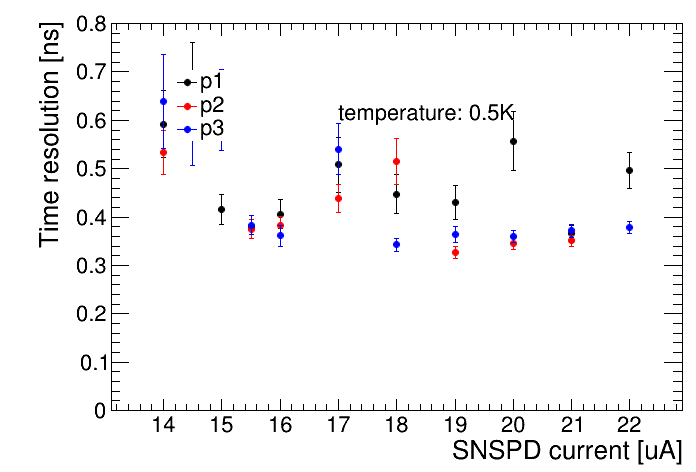 Time resolution [ns]
0.8
0.7
0.6
0.5
0.4
0.3
0.2
0.1
0
p1
p2
p3
temperature: 0.5K
14 15 16 17 18 19 20 21 22
SNSPD current [uA]